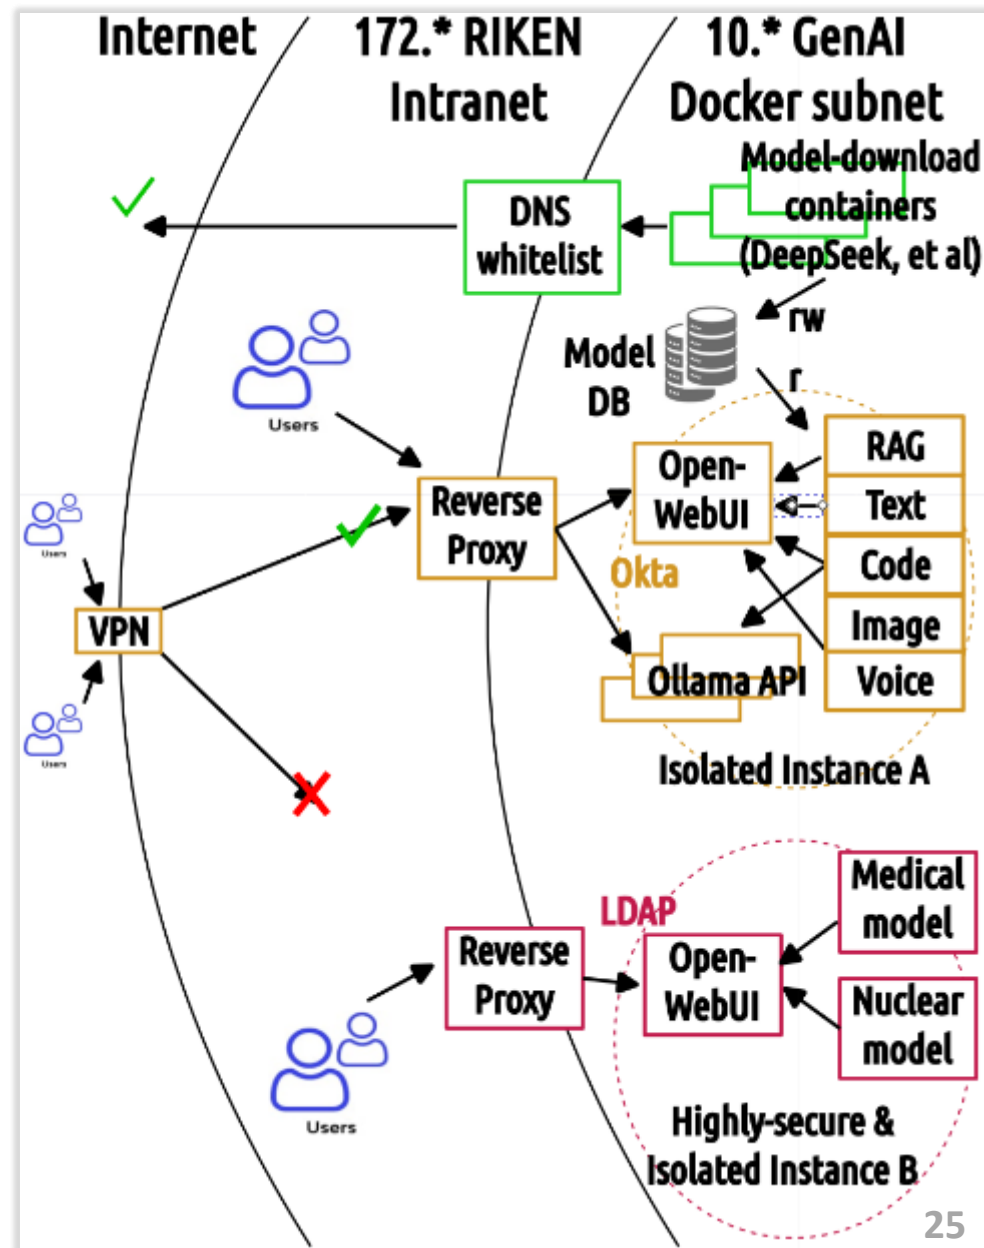 Internet
172.* RIKEN
Intranet
10.* GenAI
Docker subnet
Model-download
containers
(DeepSeek, et al)
DNS
whitelist
rw
Model
DB
r
Users
RAG
Open-
WebUI
Text
Reverse
Proxy
Users
Okta
Code
VPN
Image
Ollama API
Voice
Users
Isolated Instance A
Medical
model
LDAP
Reverse
Proxy
Open-
WebUI
Nuclear
model
Users
Highly-secure &
Isolated Instance B
25